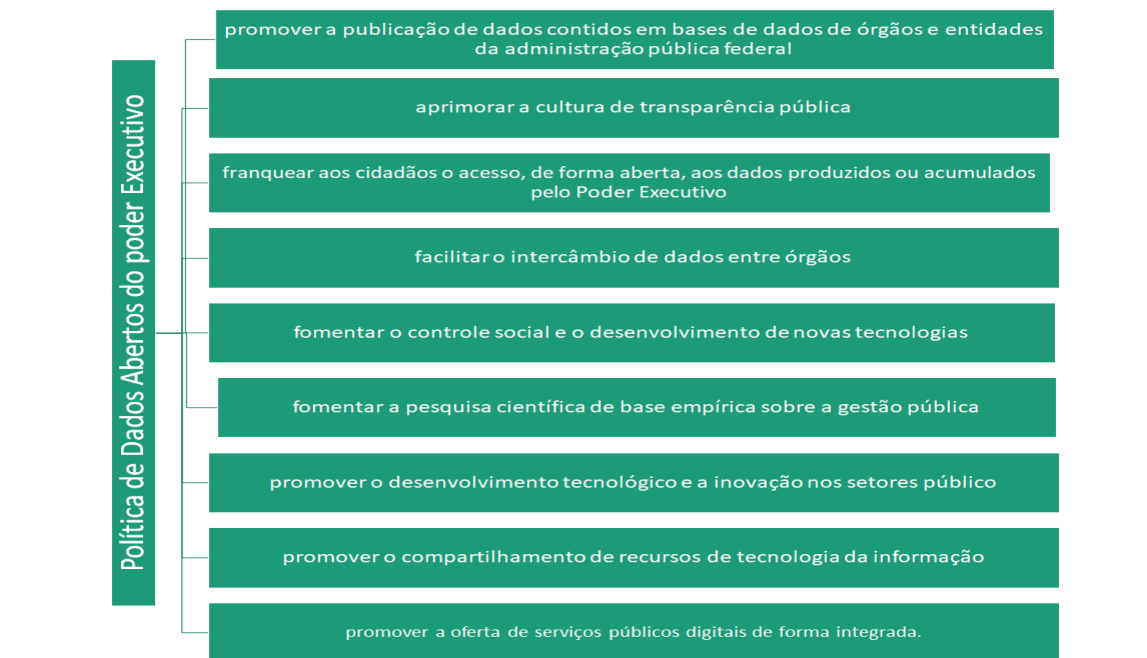 Política de Dados Abertos do poder Executivo
promover a publicação de dados contidos em bases de dados de órgãos e entidades
da administração pública federal
aprimorar a cultura de transparência pública
franquear aos cidadãos o acesso, de forma aberta, aos dados produzidos ou acumulados
pelo Poder Executivo
facilitar o intercâmbio de dados entre órgãos
fomentar o controle social e o desenvolvimento de novas tecnologias
fomentar a pesquisa científica de base empírica sobre a gestão pública
promover o desenvolvimento tecnológico e a inovação nos setores público
promover o compartilhamento de recursos de tecnologia da informação
promover a oferta de serviços públicos digitais de forma integrada.